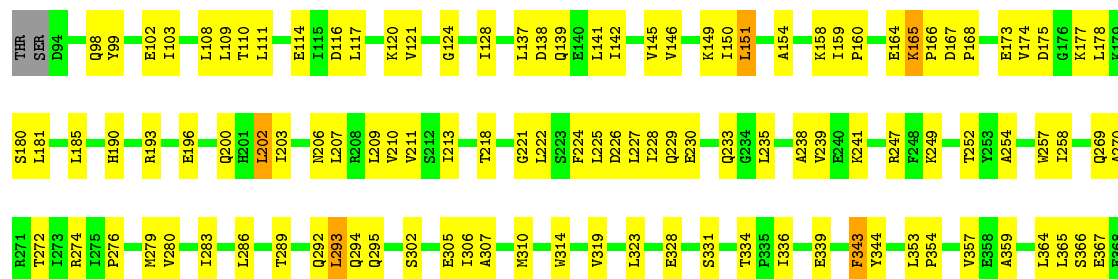 THR SER D94 Q98 Y99 E102 I103 L108 L109 T110 L111 E114 I115 D116 L117 K120 V121 G124 I128 L137 D138 Q139 E140 L141 I142 V145 V146 K149 I150 L151 A154 K158 I159 P160 E164 K165 P166 D167 P168 E173 V174 D175 G176 K177 L178 K179
S180 L181 L185 H190 R193 E196 Q200 H201 L202 I203 N206 L207 R208 L209 V210 V211 S212 I213 T218 G221 L222 S223 F224 L225 D226 L227 I228 Q229 E230 Q233 G234 L235 A238 V239 E240 K241 R247 F248 K249 T252 Y253 A254 W257 I258 Q269 A270
R271 T272 I273 R274 I275 P276 M279 V280 I283 L286 T289 Q292 L293 Q294 Q295 S302 E305 I306 A307 M310 W314 V319 L323 E328 S331 T334 P335 I336 E339 F343 Y344 L353 P354 V357 E358 A359 L364 L365 S366 E367